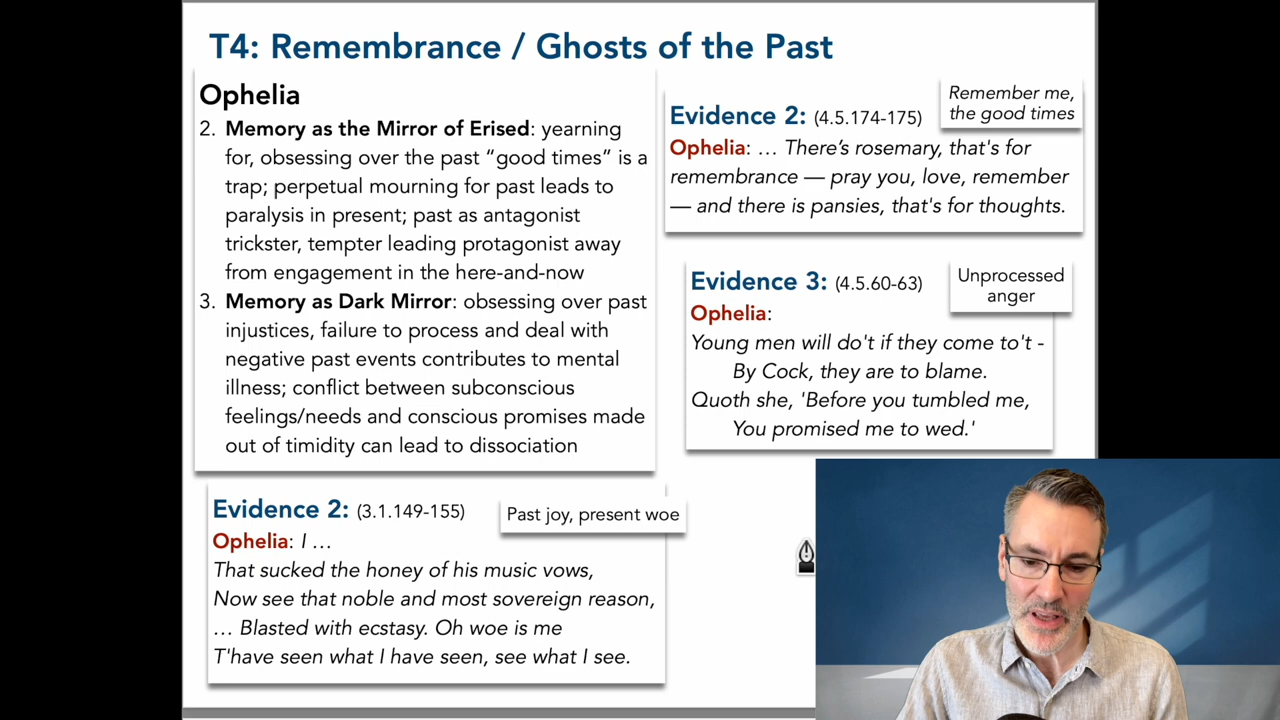 T4: Remembrance / Ghosts of the Past
Ophelia
2. Memory as the Mirror of Erised: yearning
for, obsessing over the past “good times” is a
trap; perpetual mourning for past leads to
paralysis in present; past as antagonist
trickster, tempter leading protagonist away
from engagement in the here-and-now
3. Memory as Dark Mirror: obsessing over past
injustices, failure to process and deal with
negative past events contributes to mental
illness; conflict between subconscious
feelings/needs and conscious promises made
out of timidity can lead to dissociation
Evidence 2: (4.5.174-175)
Remember me,
the good times
Ophelia: … There’s rosemary, that's for
remembrance — pray you, love, remember
— and there is pansies, that's for thoughts.
Evidence 3: (4.5.60-63)
Unprocessed
anger
Ophelia:
Young men will do't if they come to't -
By Cock, they are to blame.
Quoth she, 'Before you tumbled me,
You promised me to wed.'
Evidence 2: (3.1.149-155)
Past joy, present woe
Ophelia: I …
That sucked the honey of his music vows,
Now see that noble and most sovereign reason,
… Blasted with ecstasy. Oh woe is me
T'have seen what I have seen, see what I see.